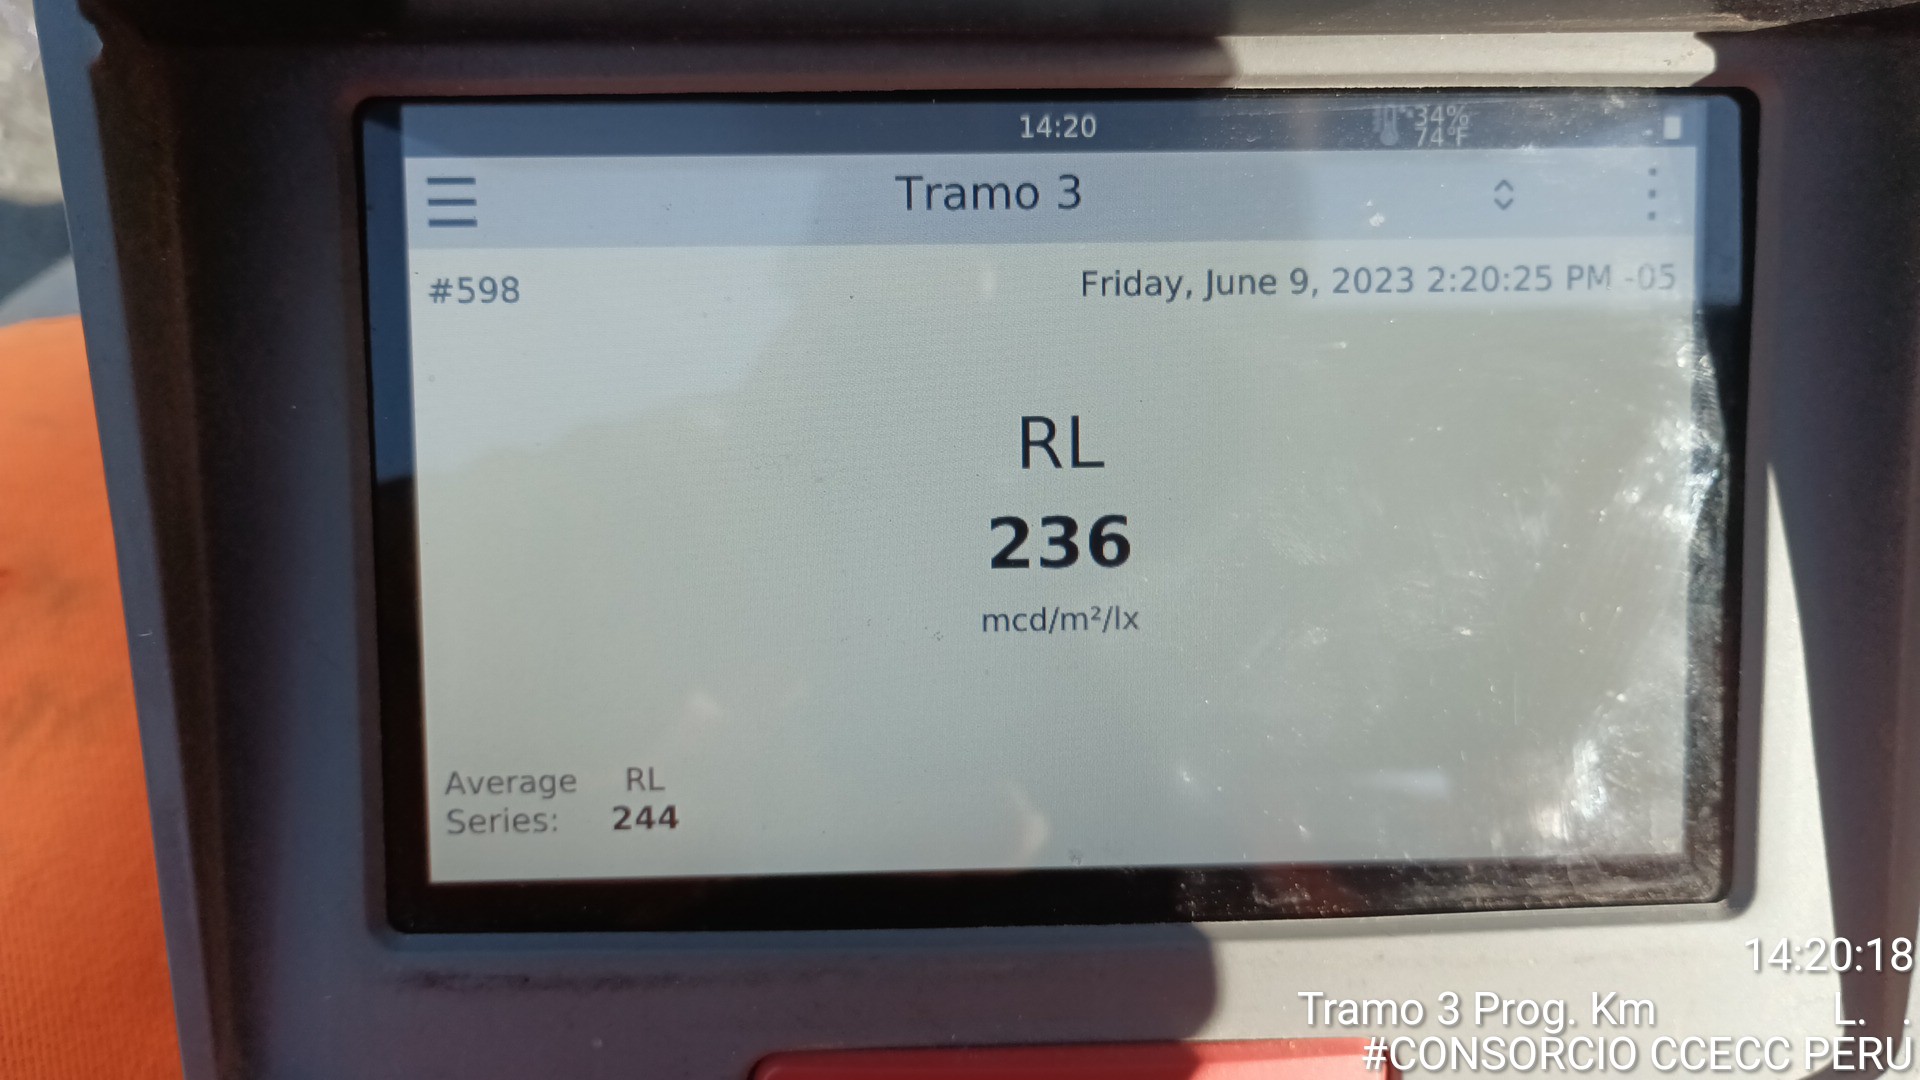 14:20
34%
74°F
Tramo 3
#598
Friday, June 9, 2023 2:20:25 PM -05
RL
236
mcd/m²/lx
Average RL
Series: 244
14:20:18
Tramo 3 Prog. Km L. .
#CONSORCIO CCECC PERU